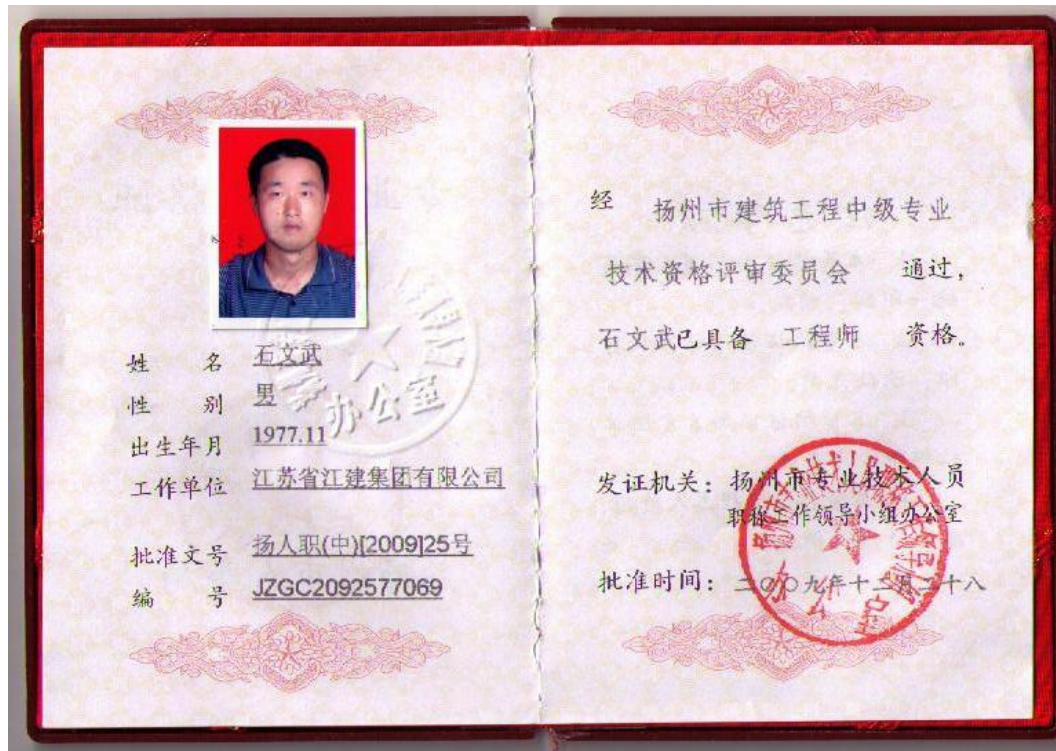 姓名 石文武
性别 男
出生年月 1977.11
工作单位 江苏省江建集团有限公司
批准文号 扬人职(中)[2009]25号
编号 JZGC2092577069
办公室
经 扬州市建筑工程中级专业
技术资格评审委员会 通过，
石文武已具备 工程师 资格。
发证机关：扬州市专业技术人员
职称工作领导小组办公室
批准时间：二〇〇九年十二月二十八